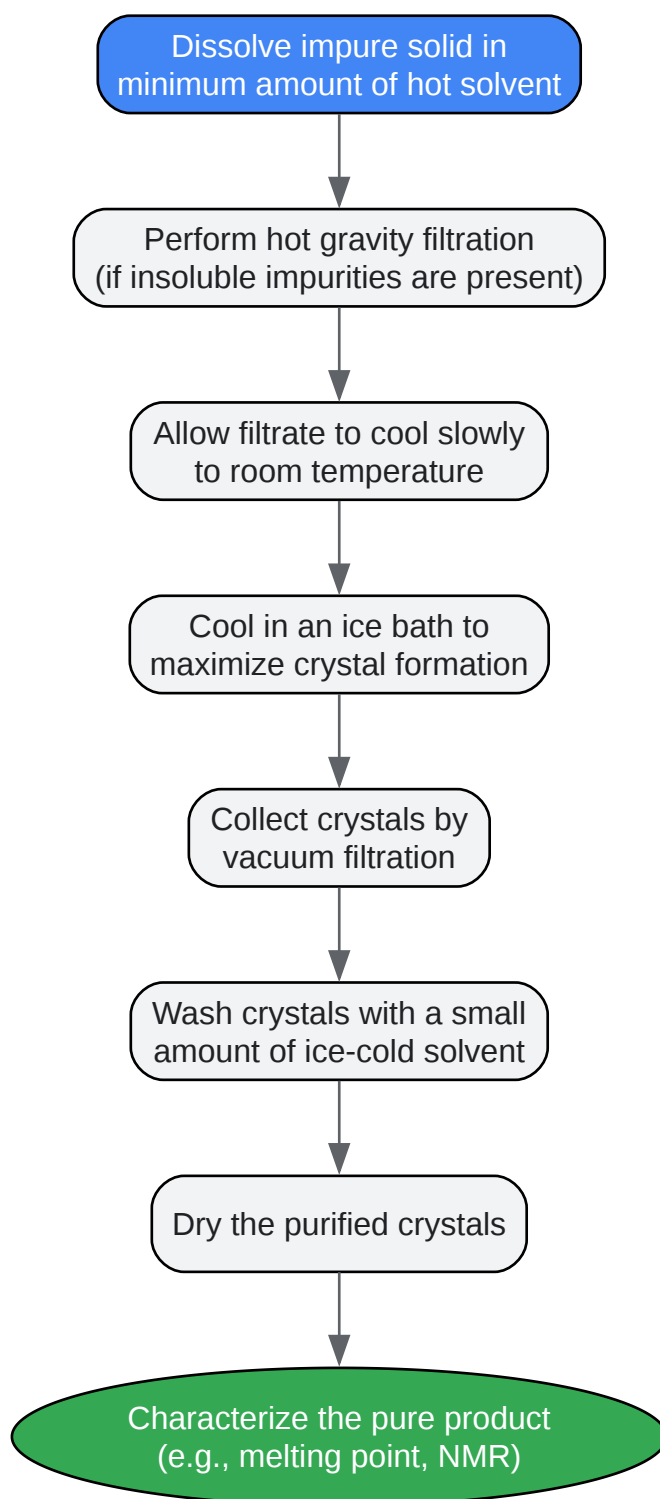 Dissolve impure solid in
minimum amount of hot solvent
Perform hot gravity filtration
(if insoluble impurities are present)
Allow filtrate to cool slowly
to room temperature
Cool in an ice bath to
maximize crystal formation
Collect crystals by
vacuum filtration
Wash crystals with a small
amount of ice-cold solvent
Dry the purified crystals
Characterize the pure product
(e.g., melting point, NMR)